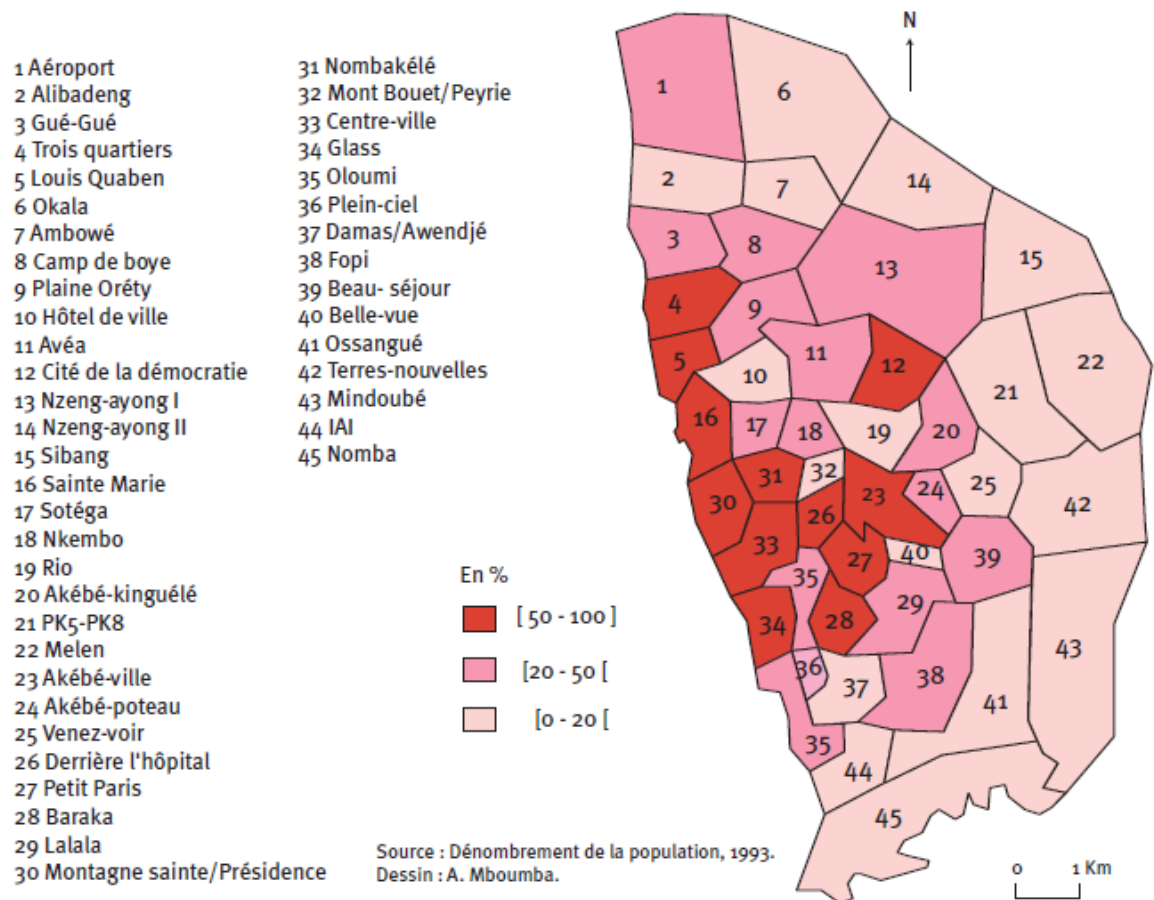 1 Aéroport
2 Alibadeng
3 Gué-Gué
4 Trois quartiers
5 Louis Quaben
6 Okala
7 Ambowé
8 Camp de boye
9 Plaine Oréty
10 Hôtel de ville
11 Avéa
12 Cité de la démocratie
13 Nzeng-ayong I
14 Nzeng-ayong II
15 Sibang
16 Sainte Marie
17 Sotéga
18 Nkembo
19 Rio
20 Akébé-kinguélé
21 PK5-PK8
22 Melen
23 Akébé-ville
24 Akébé-poteau
25 Venez-voir
26 Derrière l'hôpital
27 Petit Paris
28 Baraka
29 Lalala
30 Montagne sainte/Présidence
31 Nombakélé
32 Mont Bouet/Peyrie
33 Centre-ville
34 Glass
35 Oloumi
36 Plein-ciel
37 Damas/Awendjé
38 Fopi
39 Beau- séjour
40 Belle-vue
41 Ossangué
42 Terres-nouvelles
43 Mindoubé
44 IAI
45 Nomba
N
1
6
2
7
14
3
8
13
15
4
9
5
10
11
12
21
22
16
17
18
19
20
30
31
32
23
24
25
42
26
33
27
40
39
35
34
28
29
36
37
38
41
43
35
44
45
En %
[ 50 - 100 ]
[20 - 50 [
[0 - 20 [
Source : Dénombrement de la population, 1993.
Dessin : A. Mboumba.
0 1 Km